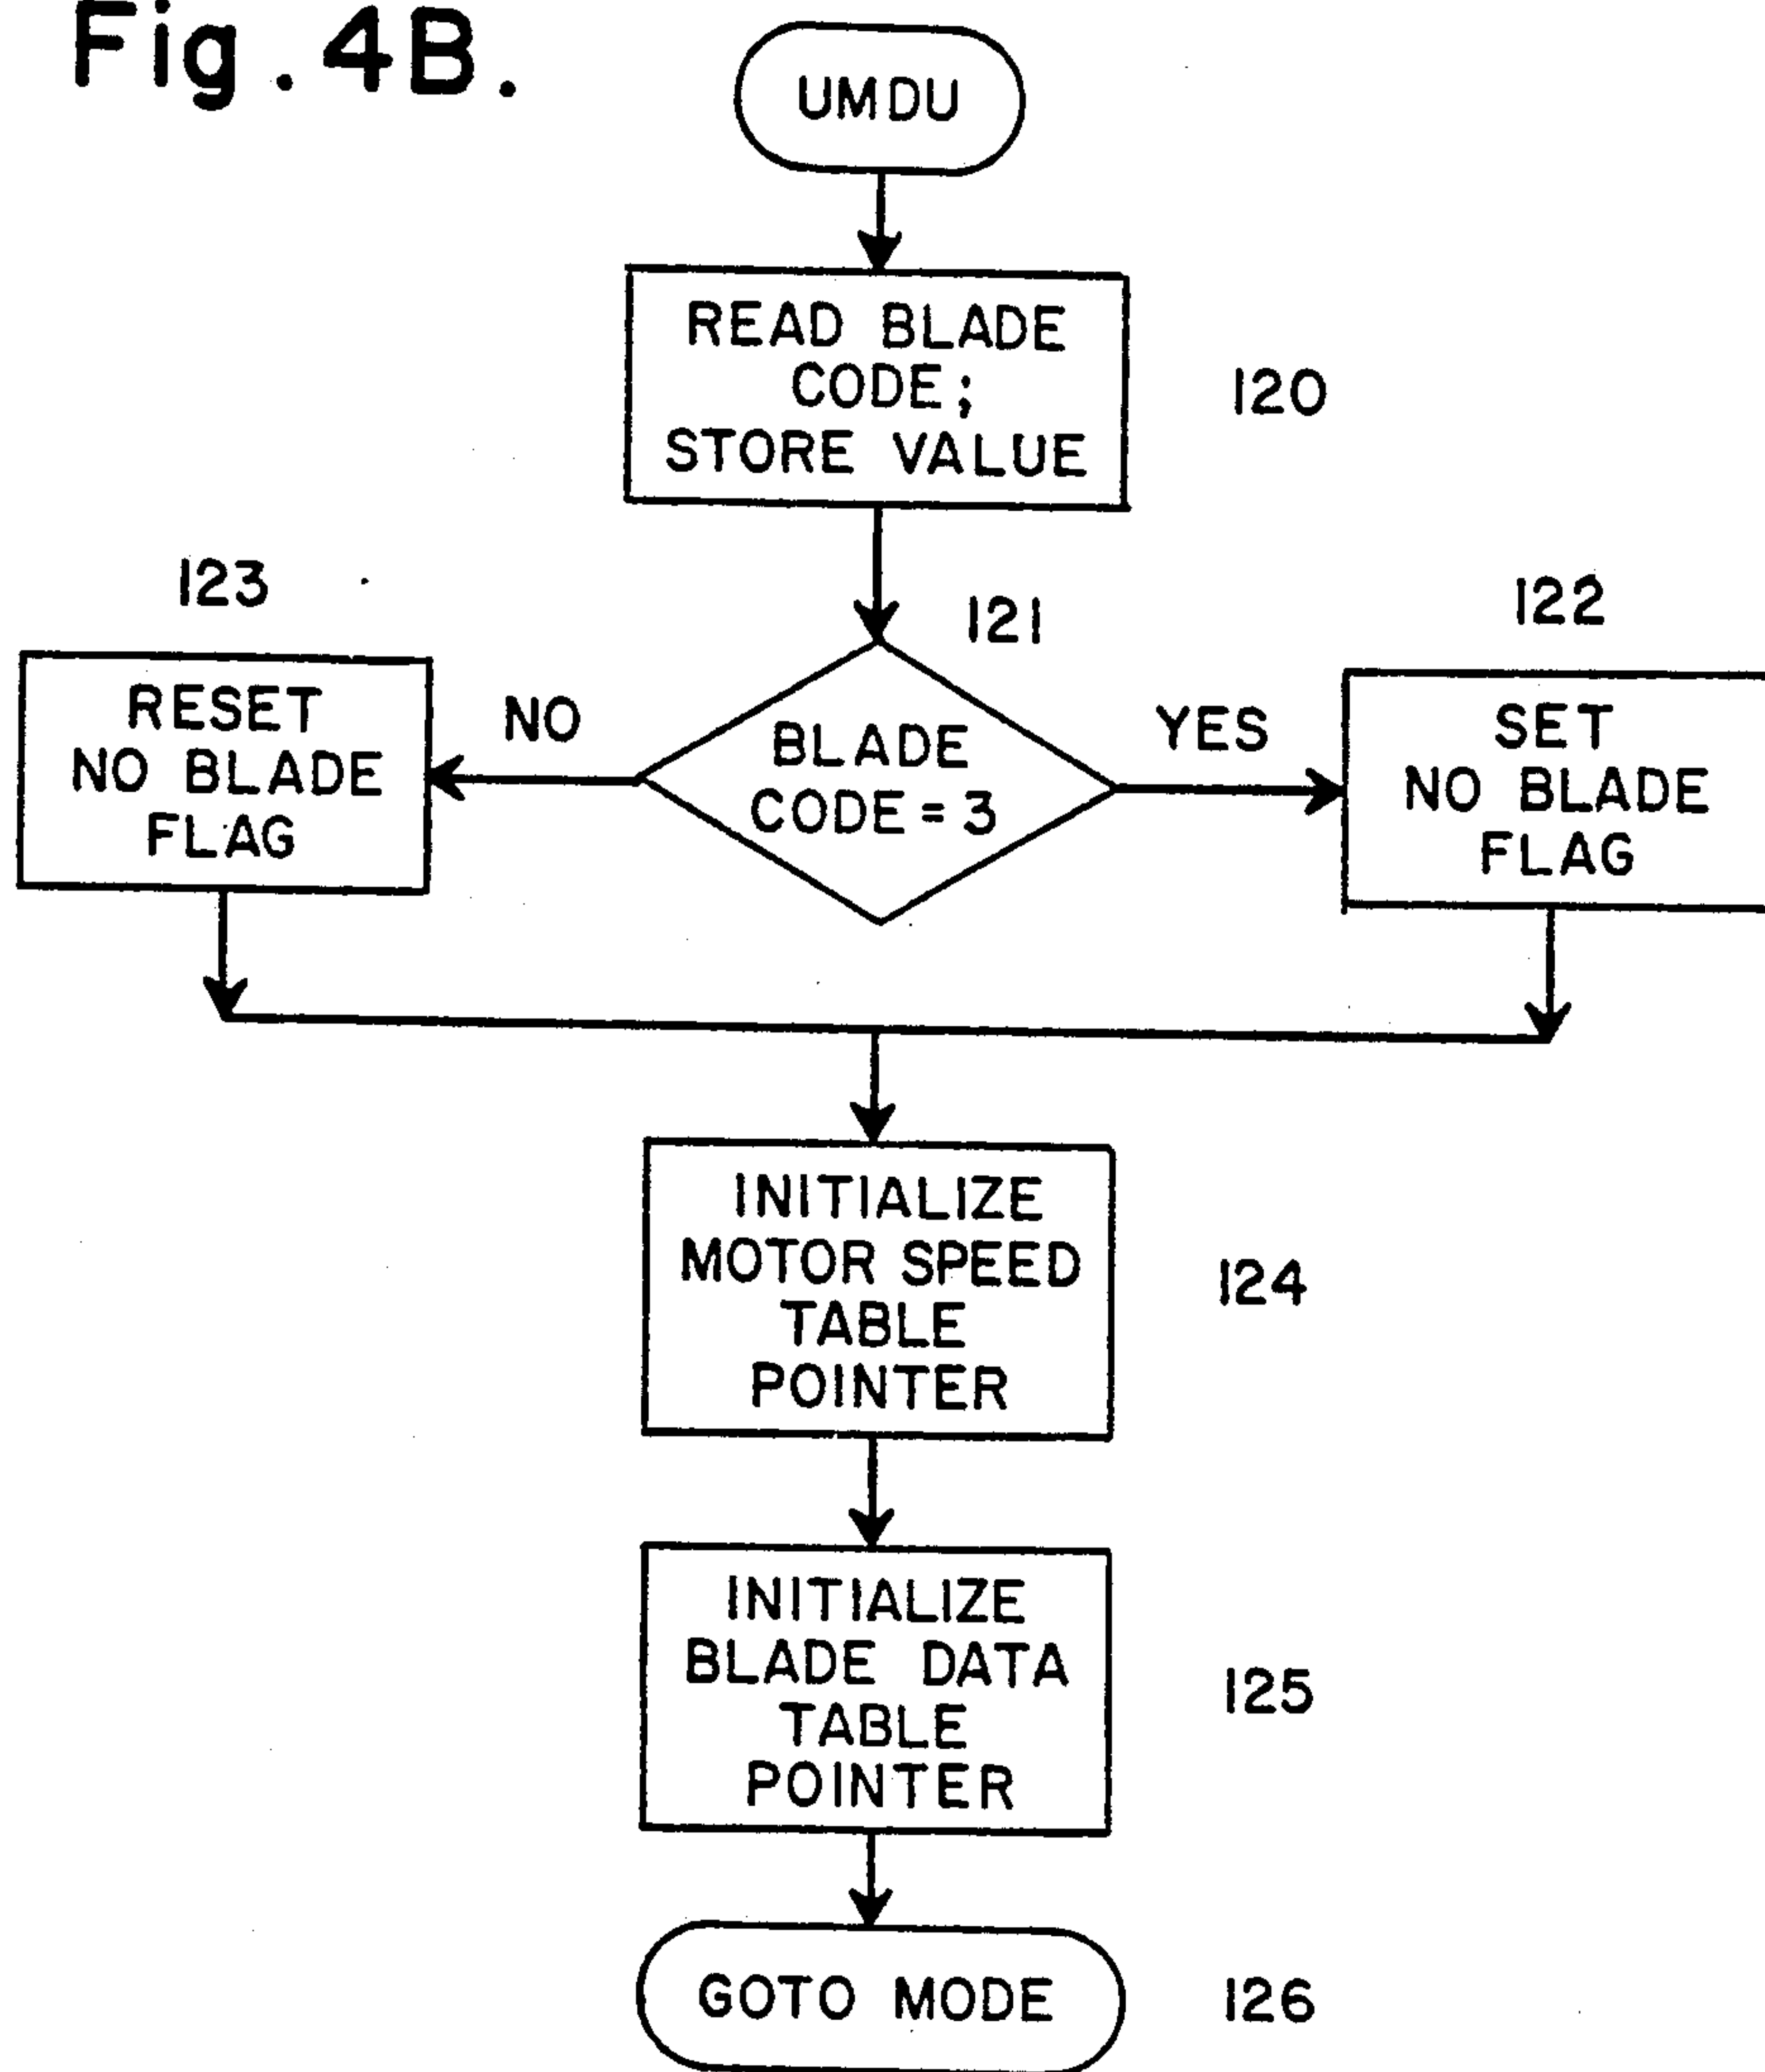 Fig. 4B.
UMDU
READ BLADE
CODE;
STORE VALUE
120
121
123
122
RESET
NO BLADE
FLAG
NO
BLADE
CODE = 3
YES
SET
NO BLADE
FLAG
INITIALIZE
MOTOR SPEED
TABLE
POINTER
124
INITIALIZE
BLADE DATA
TABLE
POINTER
125
GOTO MODE
126